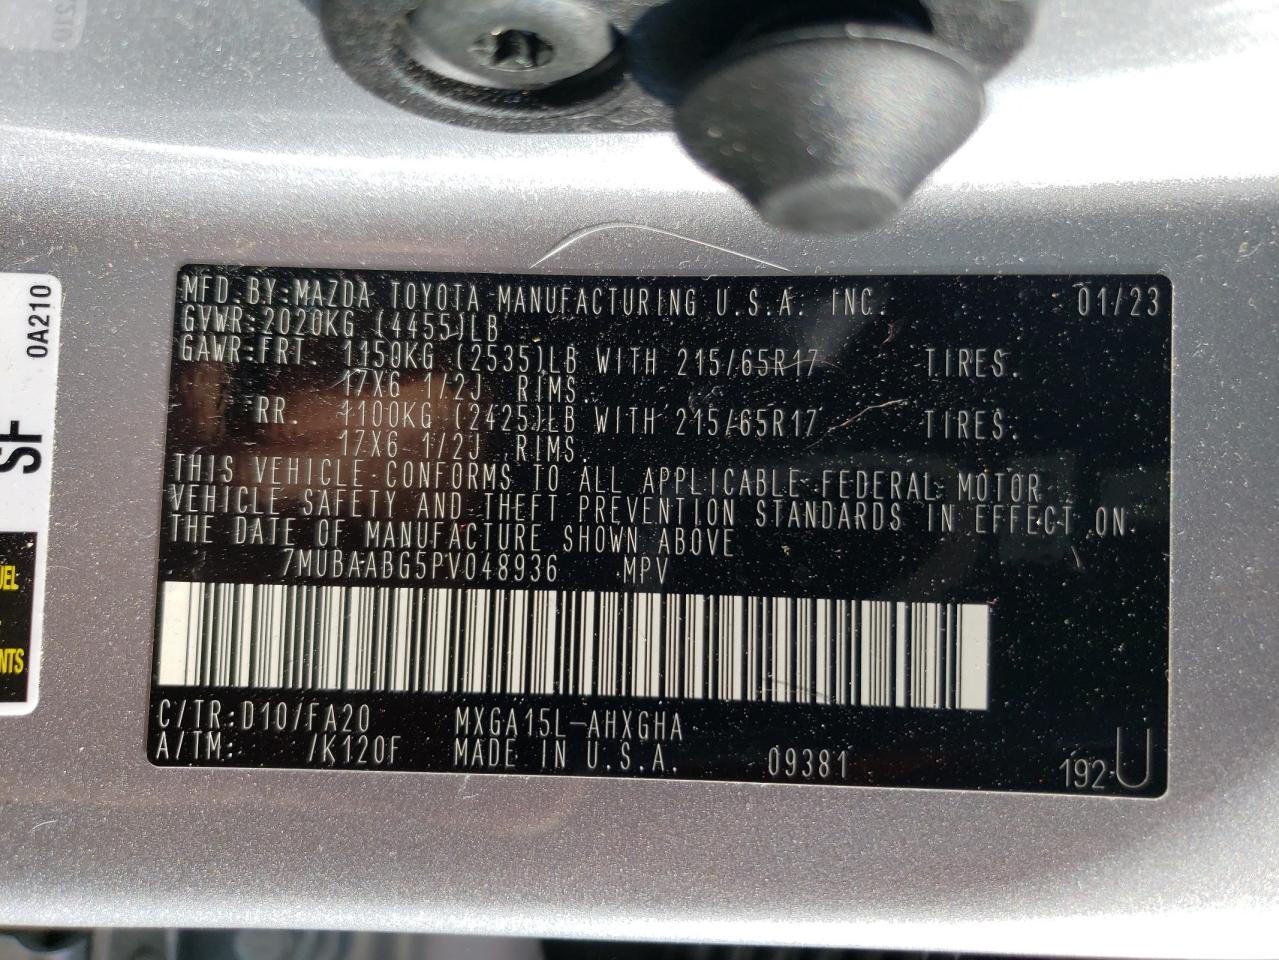 MFD.BY:MAZDA TOYOTA MANUFACTURING U.S.A. INC. 01/23
GVWR:2020KG (4455)LB
GAWR:FRT. 1150KG (2535)LB WITH 215/65R17 TIRES.
17X6 1/2J RIMS.
RR. 1100KG (2425)LB WITH 215/65R17 TIRES.
17X6 1/2J RIMS.
THIS VEHICLE CONFORMS TO ALL APPLICABLE FEDERAL MOTOR
VEHICLE SAFETY AND THEFT PREVENTION STANDARDS IN EFFECT ON
THE DATE OF MANUFACTURE SHOWN ABOVE
7MUBAABG5PV048936 MPV
C/TR:D10/FA20 MXGA15L-AHXGHA
A/TM: /K120F MADE IN U.S.A. 09381 192 U
0A210
SF
UEL
NTS